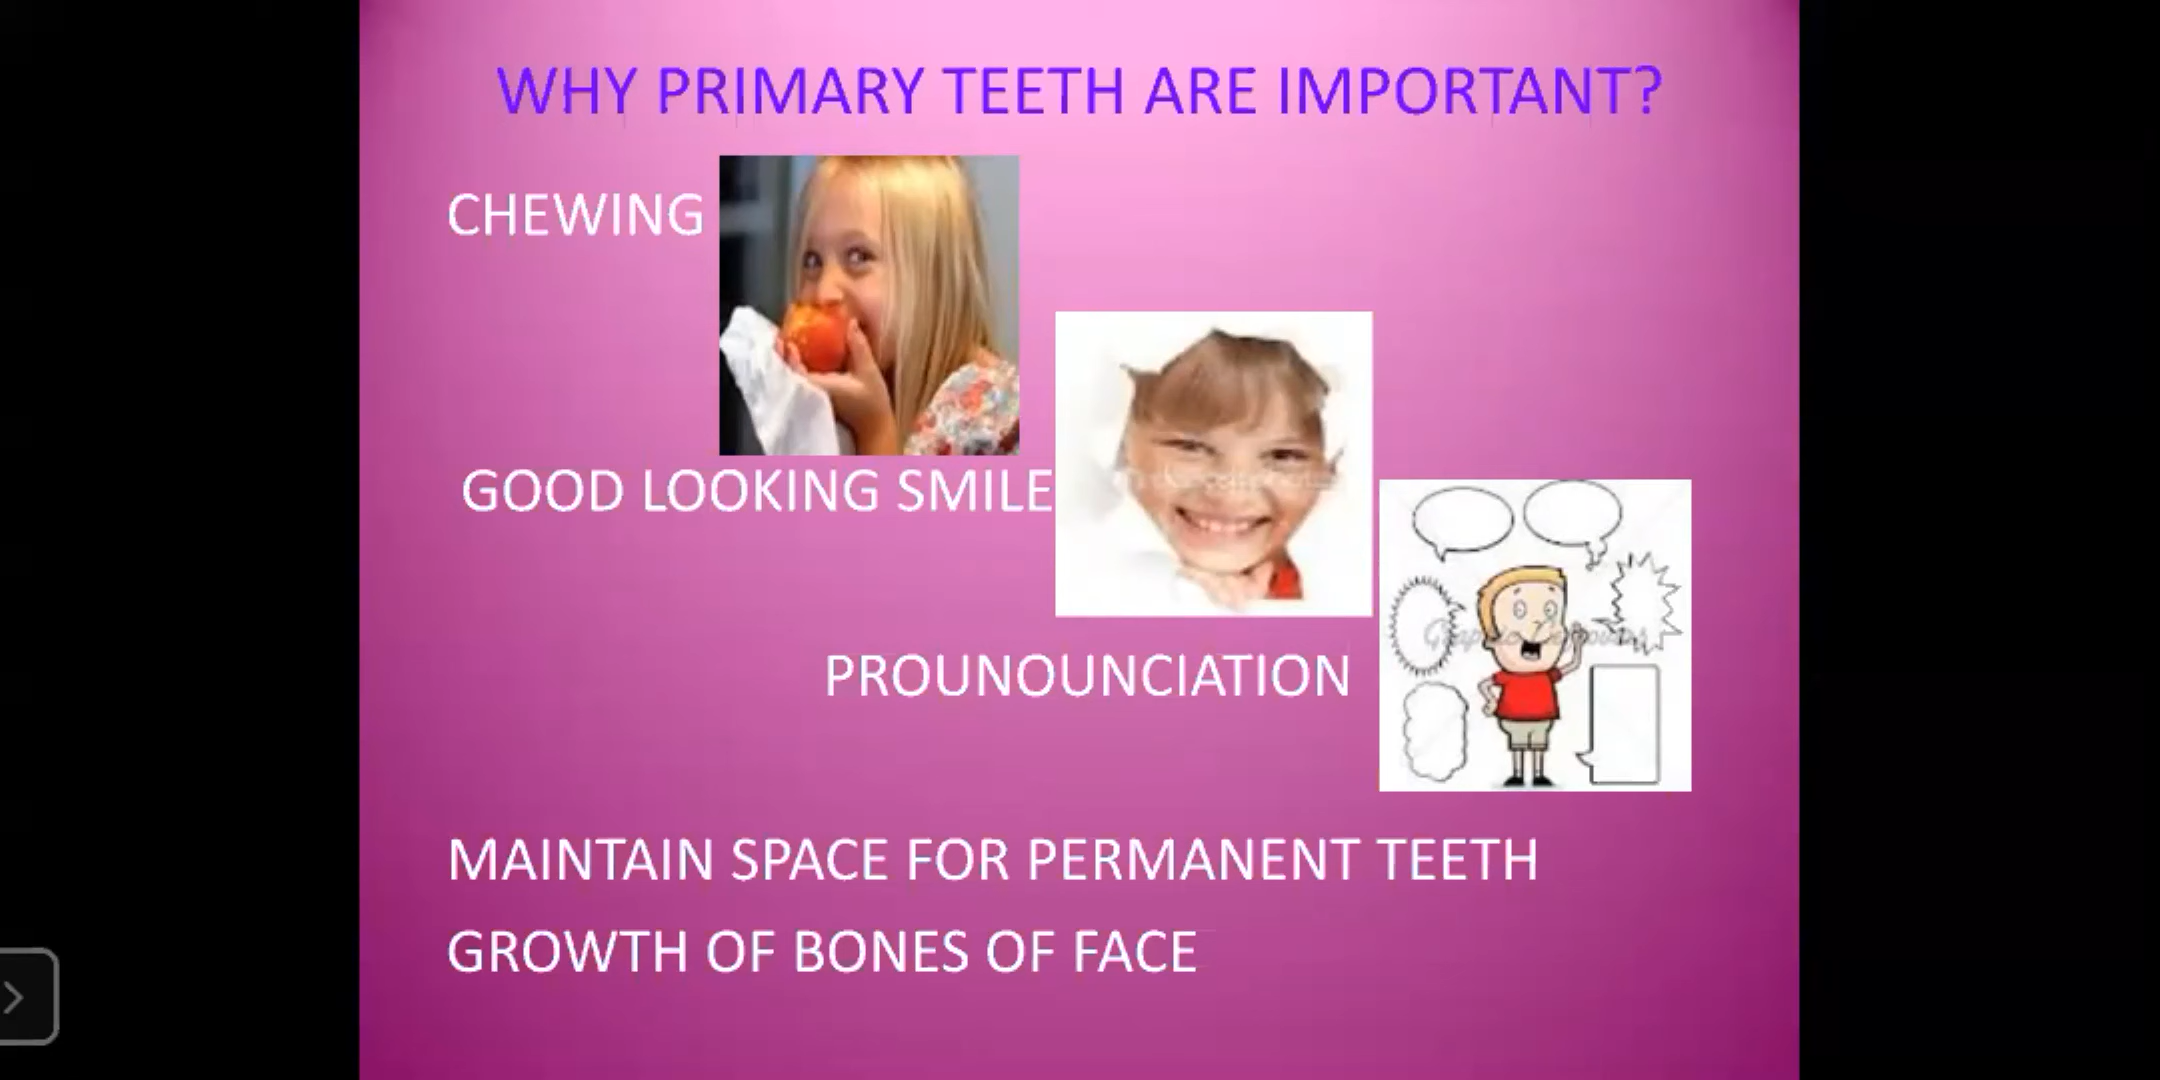 WHY PRIMARY TEETH ARE IMPORTANT?
CHEWING
GOOD LOOKING SMILE
PROUNOUNCIATION
MAINTAIN SPACE FOR PERMANENT TEETH
GROWTH OF BONES OF FACE